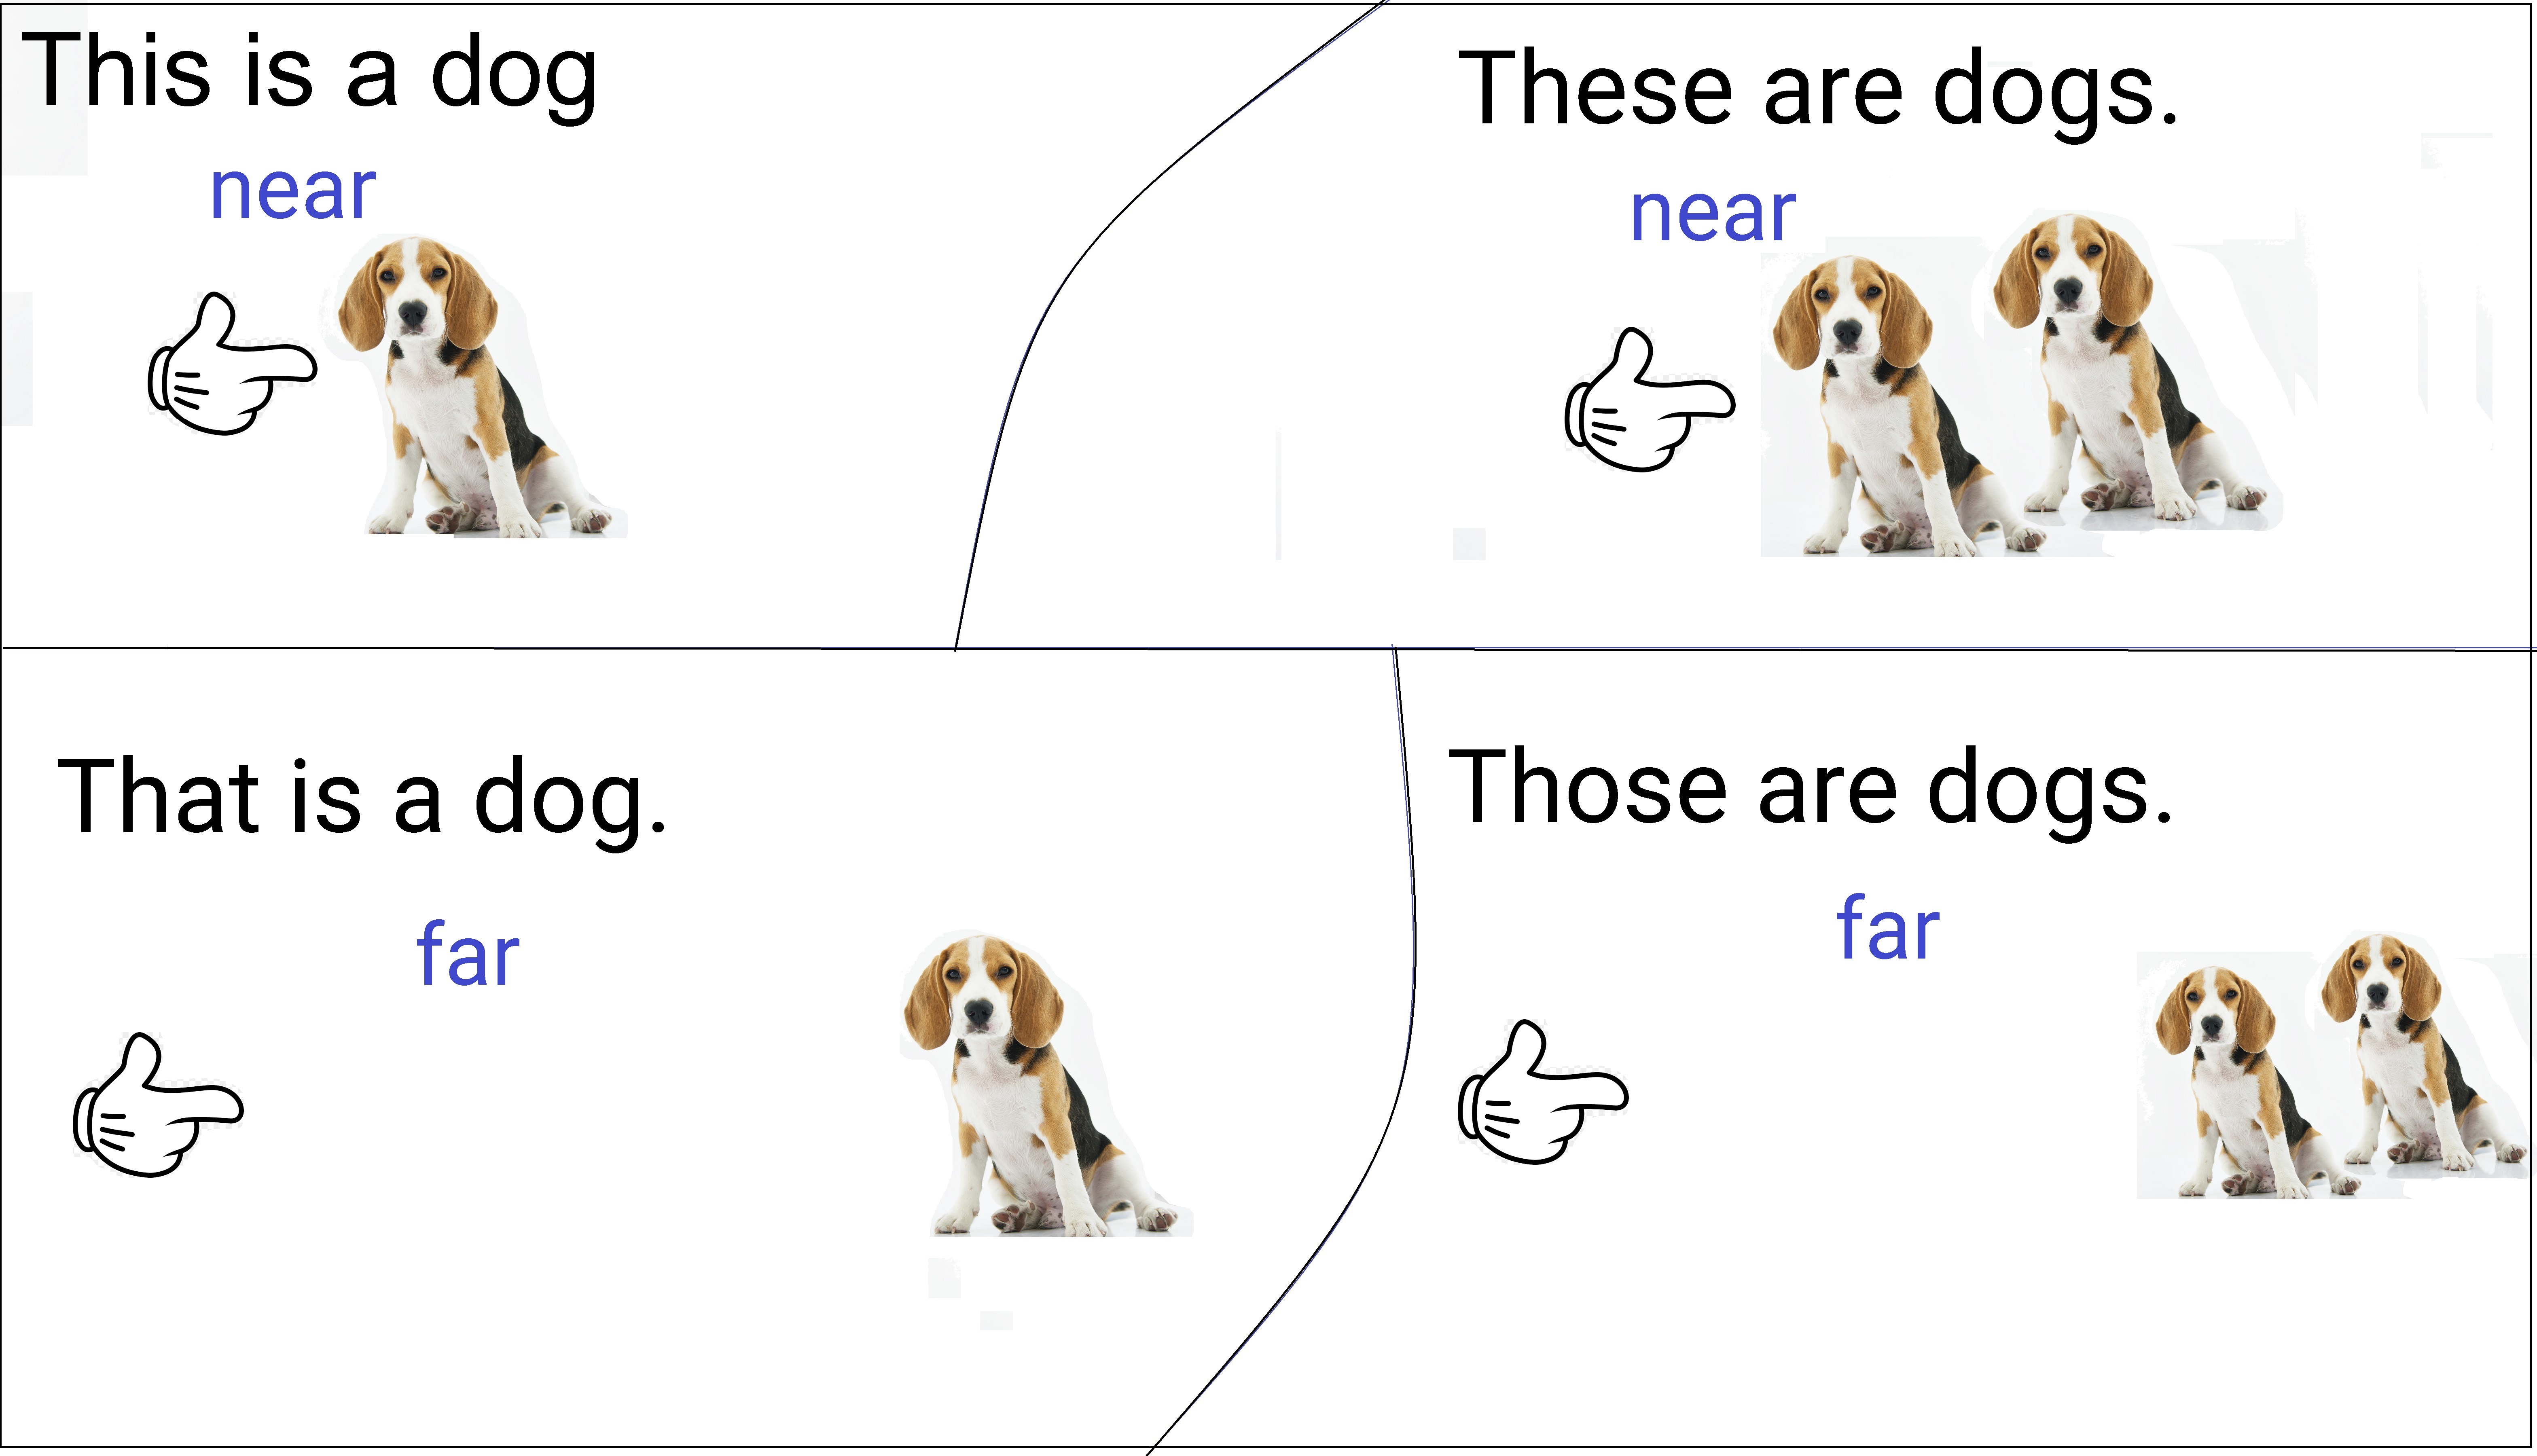 This is a dog
near
These are dogs.
near
That is a dog.
far
Those are dogs.
far